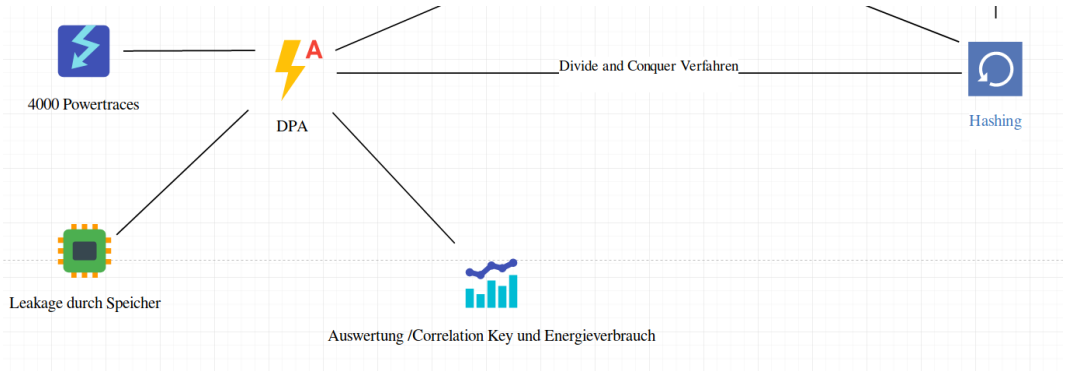 A
Divide and Conquer Verfahren
4000 Powertraces
DPA
Hashing
Leakage durch Speicher
Auswertung /Correlation Key und Energieverbrauch